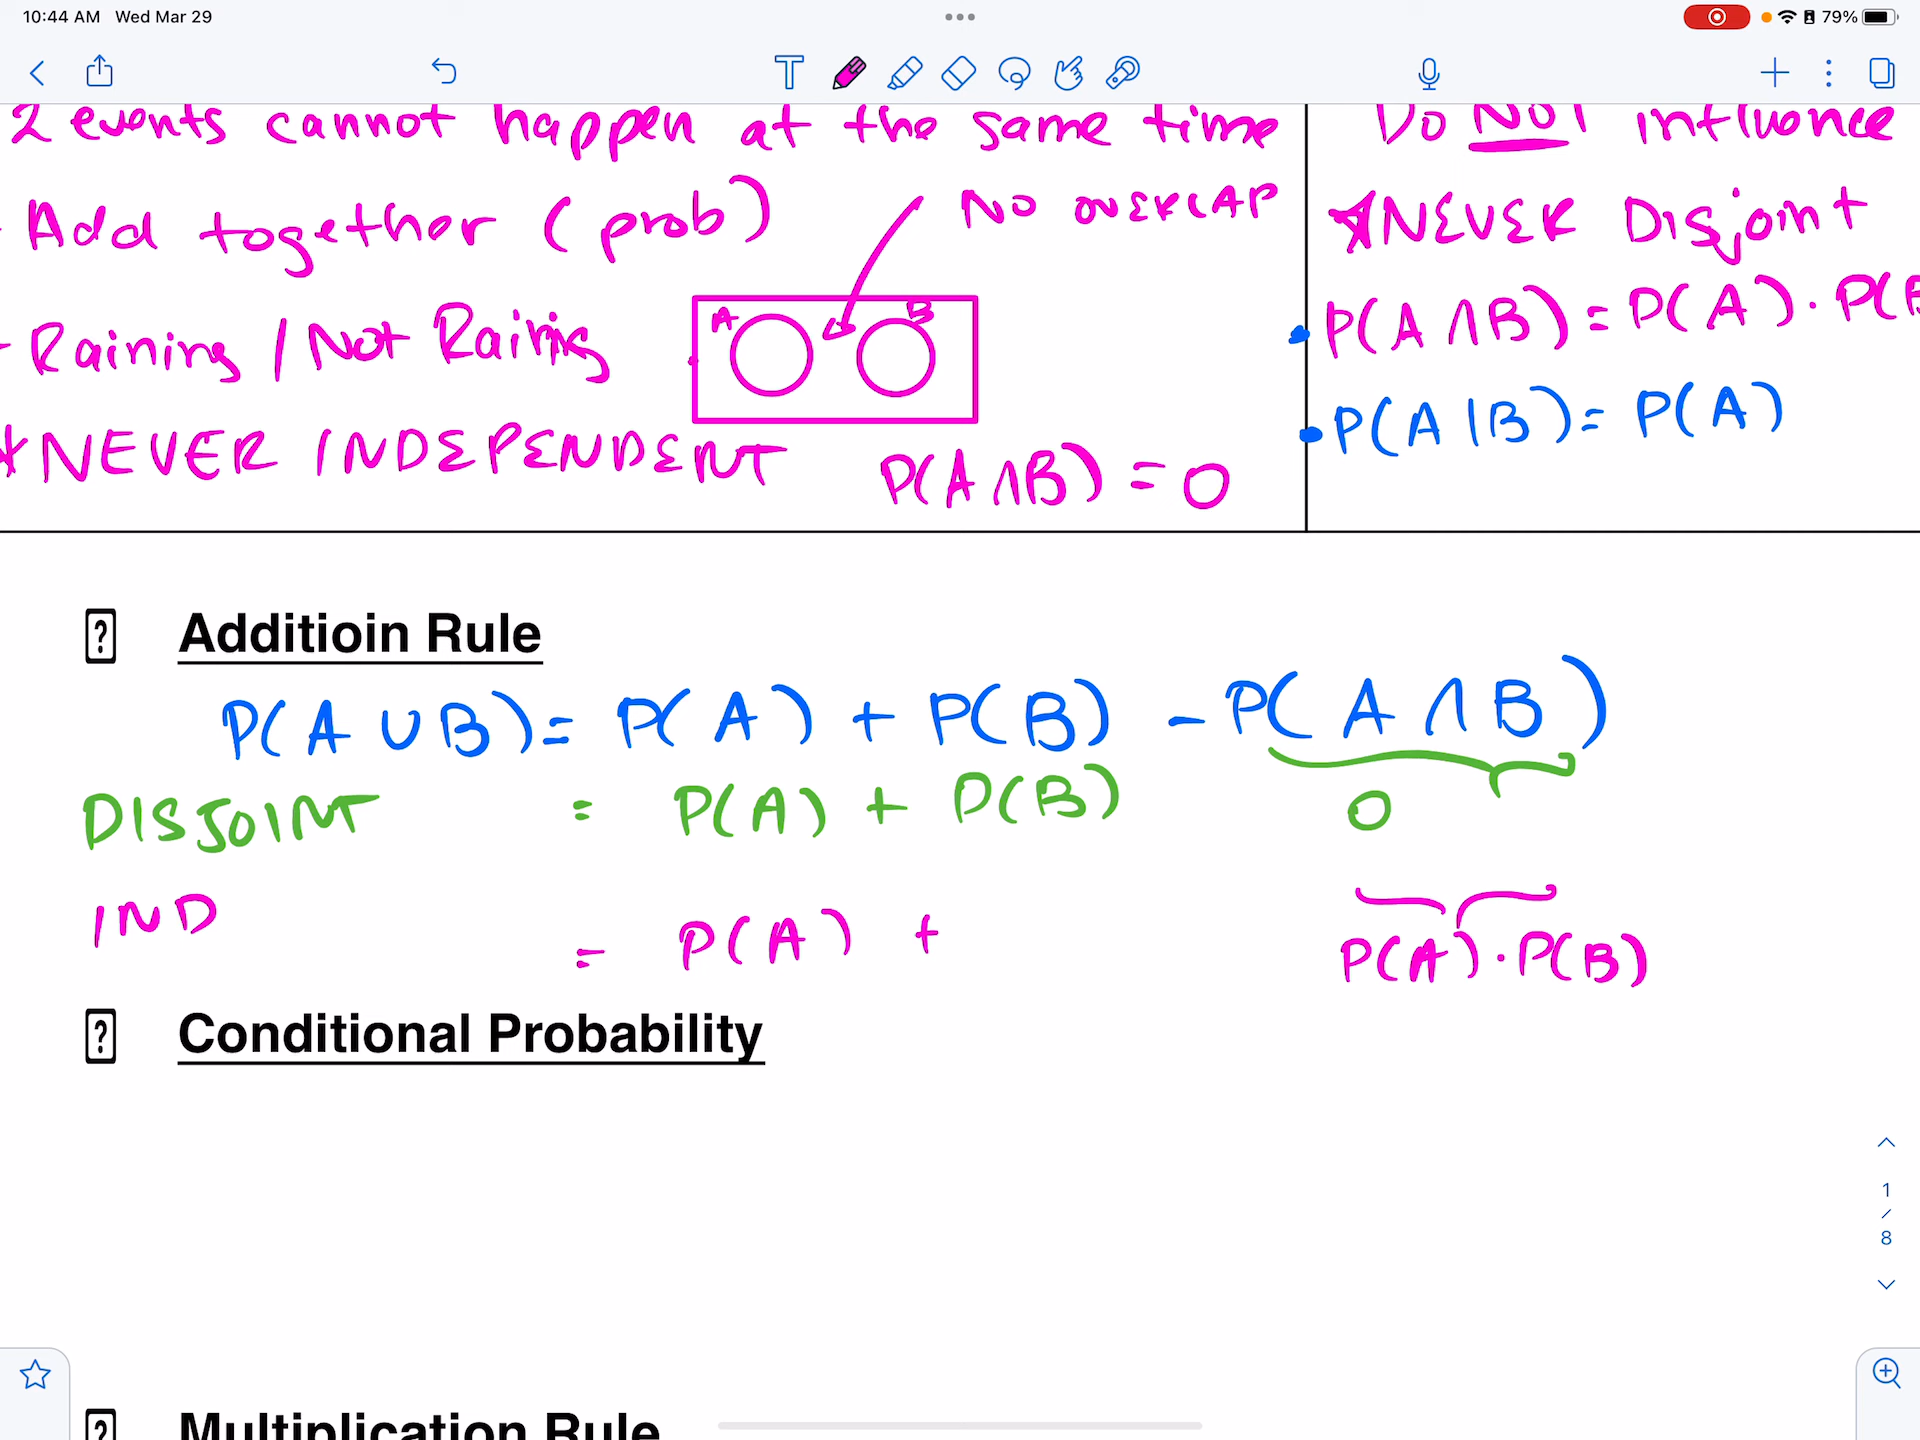 10:44 AM Wed Mar 29
79%
2 events cannot happen at the same time
Add together (prob)
NO OVERLAP
- Raining / Not Raining
A B
*NEVER INDEPENDENT
P(A ∩ B) = 0
Do NOT influence
*NEVER Disjoint
• P(A ∩ B) = P(A) · P(B
• P(A | B) = P(A)
Additioin Rule
P(A ∪ B) = P(A) + P(B) - P(A ∩ B)
DISJOINT = P(A) + P(B) 0
IND = P(A) + P(A) · P(B)
Conditional Probability
1
/
8
Multiplication Rule